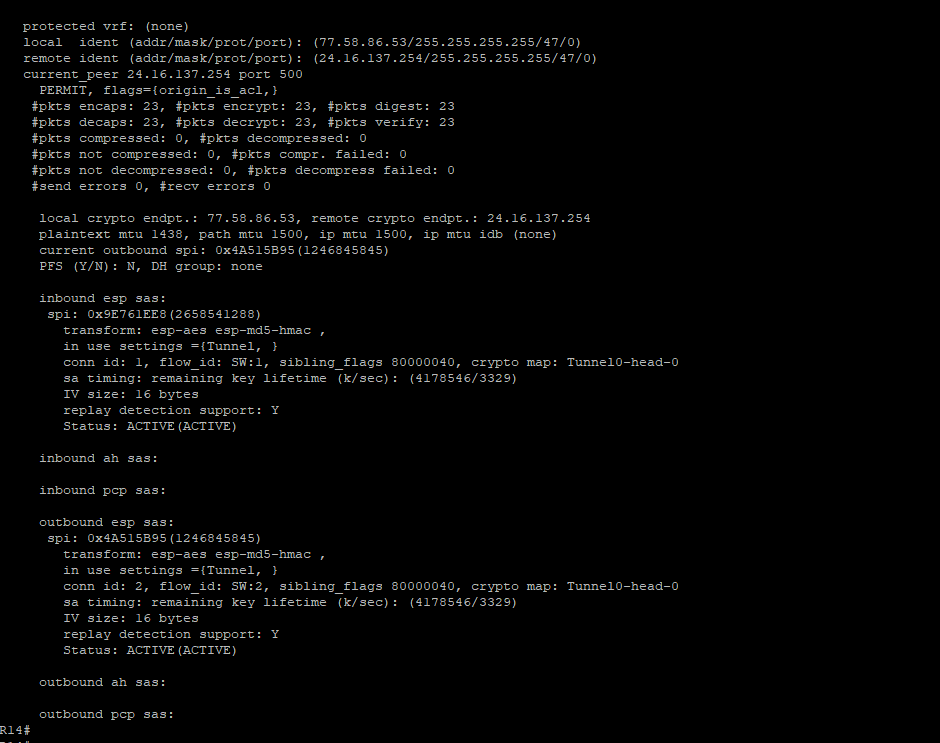 protected vrf: (none)
local  ident (addr/mask/prot/port): (77.58.86.53/255.255.255.255/47/0)
remote ident (addr/mask/prot/port): (24.16.137.254/255.255.255.255/47/0)
current_peer 24.16.137.254 port 500
PERMIT, flags={origin_is_acl,}
#pkts encaps: 23, #pkts encrypt: 23, #pkts digest: 23
#pkts decaps: 23, #pkts decrypt: 23, #pkts verify: 23
#pkts compressed: 0, #pkts decompressed: 0
#pkts not compressed: 0, #pkts compr. failed: 0
#pkts not decompressed: 0, #pkts decompress failed: 0
#send errors 0, #recv errors 0
local crypto endpt.: 77.58.86.53, remote crypto endpt.: 24.16.137.254
plaintext mtu 1438, path mtu 1500, ip mtu 1500, ip mtu idb (none)
current outbound spi: 0x4A515B95(1246845845)
PFS (Y/N): N, DH group: none
inbound esp sas:
spi: 0x9E761EE8(2658541288)
transform: esp-aes esp-md5-hmac ,
in use settings ={Tunnel, }
conn id: 1, flow_id: SW:1, sibling_flags 80000040, crypto map: Tunnel0-head-0
sa timing: remaining key lifetime (k/sec): (4178546/3329)
IV size: 16 bytes
replay detection support: Y
Status: ACTIVE(ACTIVE)
inbound ah sas:
inbound pcp sas:
outbound esp sas:
spi: 0x4A515B95(1246845845)
transform: esp-aes esp-md5-hmac ,
in use settings ={Tunnel, }
conn id: 2, flow_id: SW:2, sibling_flags 80000040, crypto map: Tunnel0-head-0
sa timing: remaining key lifetime (k/sec): (4178546/3329)
IV size: 16 bytes
replay detection support: Y
Status: ACTIVE(ACTIVE)
outbound ah sas:
outbound pcp sas:
R14#